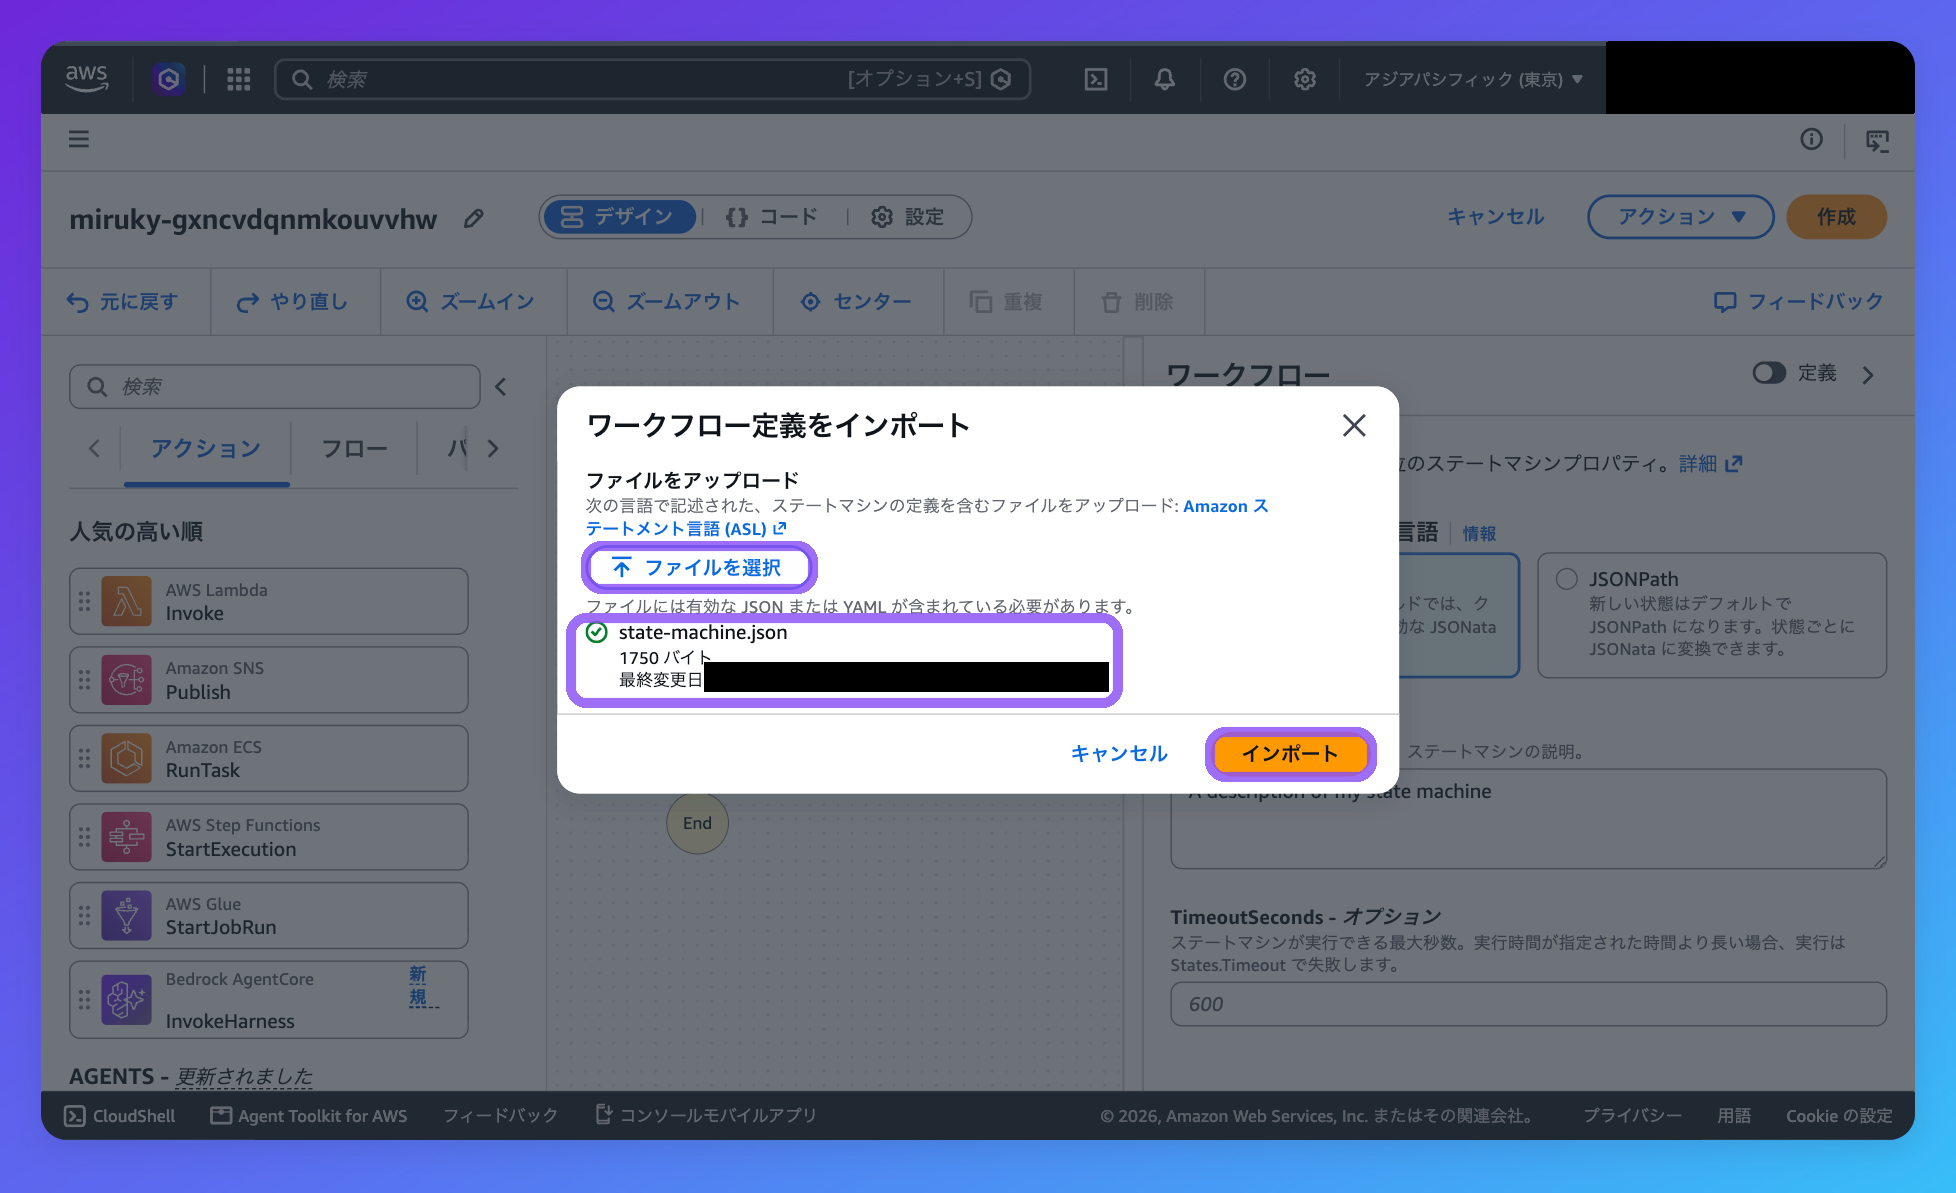 aws
検索
[オプション+S]
アジアパシフィック (東京)
miruky-gxncvdqnmkouvvhw
デザイン
コード
設定
キャンセル
アクション
作成
元に戻す
やり直し
ズームイン
ズームアウト
センター
重複
削除
フィードバック
検索
アクション
フロー
パ
人気の高い順
AWS Lambda
Invoke
Amazon SNS
Publish
Amazon ECS
RunTask
AWS Step Functions
StartExecution
AWS Glue
StartJobRun
Bedrock AgentCore
新
規
InvokeHarness
AGENTS - 更新されました
ワークフロー定義をインポート
ファイルをアップロード
次の言語で記述された、ステートマシンの定義を含むファイルをアップロード: Amazon ス
テートメント言語 (ASL)
ファイルを選択
ファイルには有効な JSON または YAML が含まれている必要があります。
state-machine.json
1750 バイト
最終変更日
キャンセル
インポート
End
ワークフロー
定義
のステートマシンプロパティ。詳細
言語
情報
ドでは、ク
な JSONata
JSONPath
新しい状態はデフォルトで
JSONPath になります。状態ごとに
JSONata に変換できます。
ステートマシンの説明。
A description of my state machine
TimeoutSeconds - オプション
ステートマシンが実行できる最大秒数。実行時間が指定された時間より長い場合、実行は
States.Timeout で失敗します。
600
CloudShell
Agent Toolkit for AWS
フィードバック
コンソールモバイルアプリ
© 2026, Amazon Web Services, Inc. またはその関連会社。
プライバシー
用語
Cookie の設定